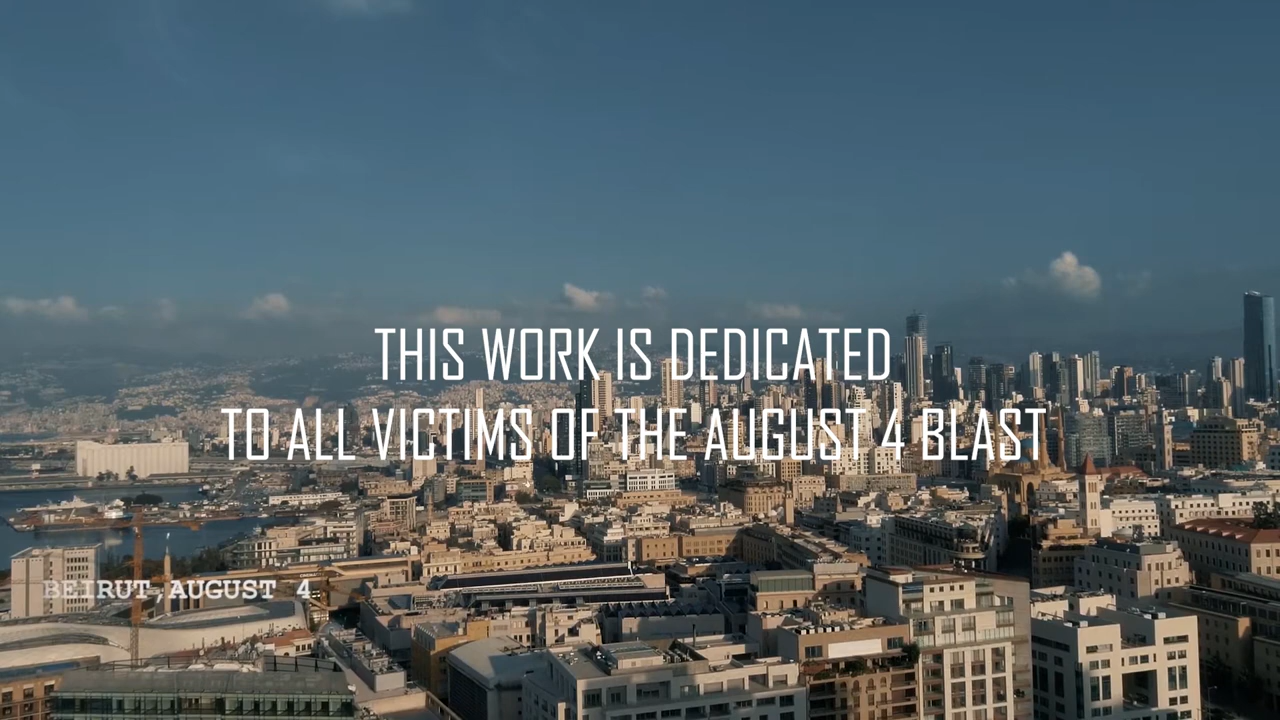 THIS WORK IS DEDICATED
TO ALL VICTIMS OF THE AUGUST 4 BLAST
BEIRUT,AUGUST 4